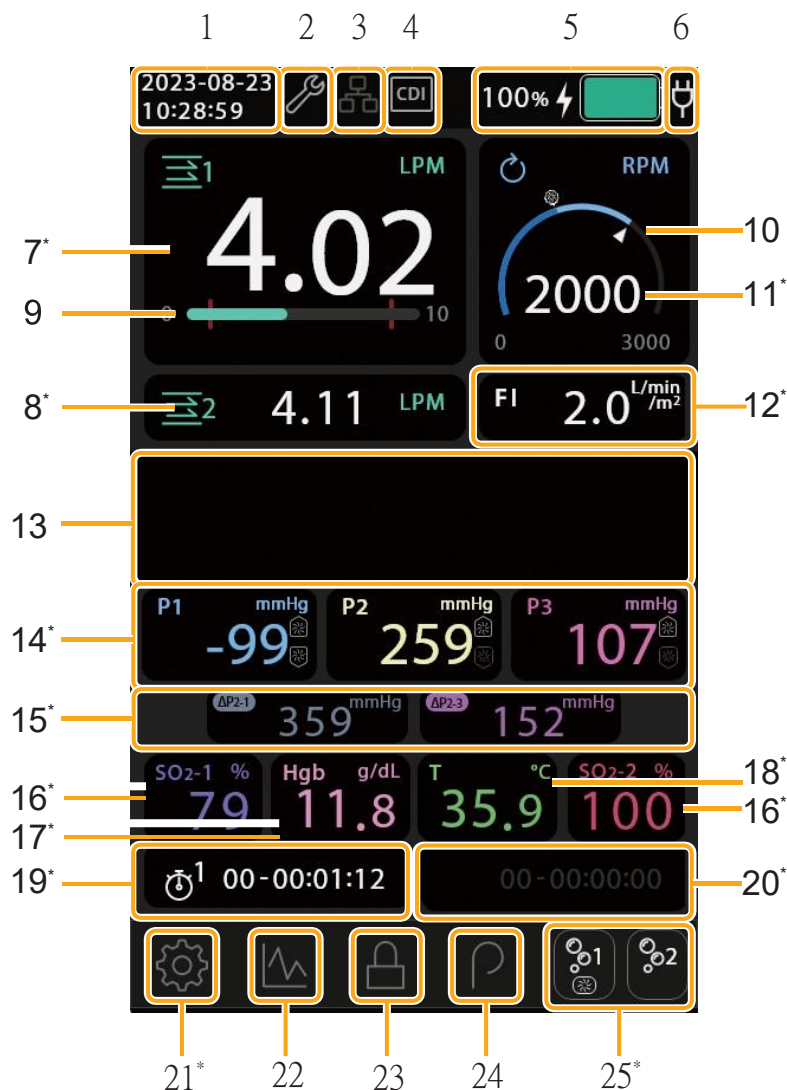 1 2 3 4 5 6
2023-08-23
10:28:59
CDI
100%
1 LPM
4.02
0 10
RPM
2000
0 3000
7*
9
8*
10
11*
12*
2 4.11 LPM
FI 2.0 L/min/m²
13
14*
P1 mmHg
-99
P2 mmHg
259
P3 mmHg
107
15*
ΔP2-1 mmHg
359
ΔP2-3 mmHg
152
16*
17*
SO2-1 %
79
Hgb g/dL
11.8
T °C
35.9
SO2-2 %
100
18*
16*
19*
1 00-00:01:12
00-00:00:00
20*
1
2
21* 22 23 24 25*